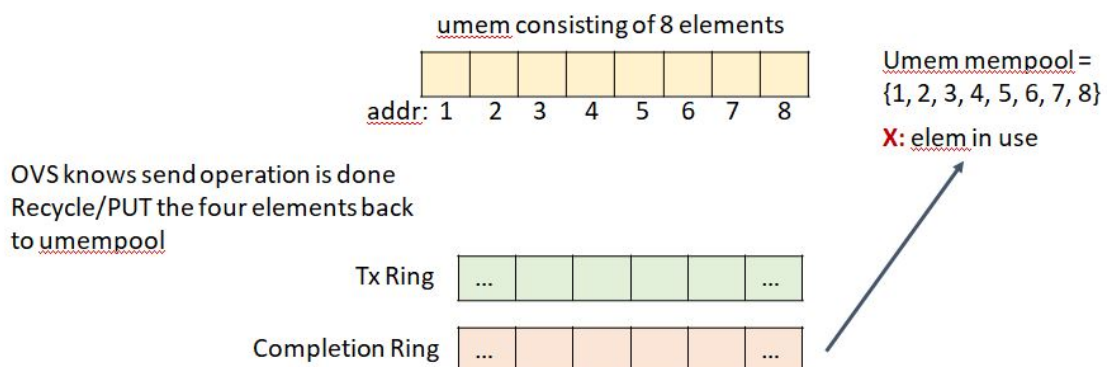 umem consisting of 8 elements
addr: 1 2 3 4 5 6 7 8
Umem mempool =
{1, 2, 3, 4, 5, 6, 7, 8}
X: elem in use
OVS knows send operation is done
Recycle/PUT the four elements back
to umempool
Tx Ring ... ...
Completion Ring ... ...